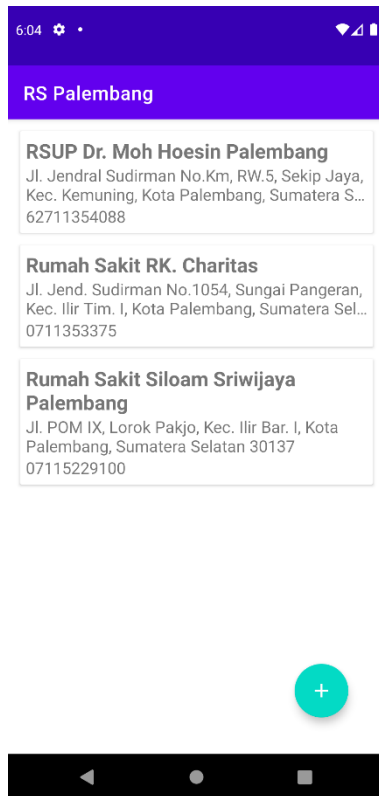 6:04
RS Palembang
RSUP Dr. Moh Hoesin Palembang
Jl. Jendral Sudirman No.Km, RW.5, Sekip Jaya,
Kec. Kemuning, Kota Palembang, Sumatera S...
62711354088
Rumah Sakit RK. Charitas
Jl. Jend. Sudirman No.1054, Sungai Pangeran,
Kec. Ilir Tim. I, Kota Palembang, Sumatera Sel...
0711353375
Rumah Sakit Siloam Sriwijaya
Palembang
Jl. POM IX, Lorok Pakjo, Kec. Ilir Bar. I, Kota
Palembang, Sumatera Selatan 30137
07115229100
+